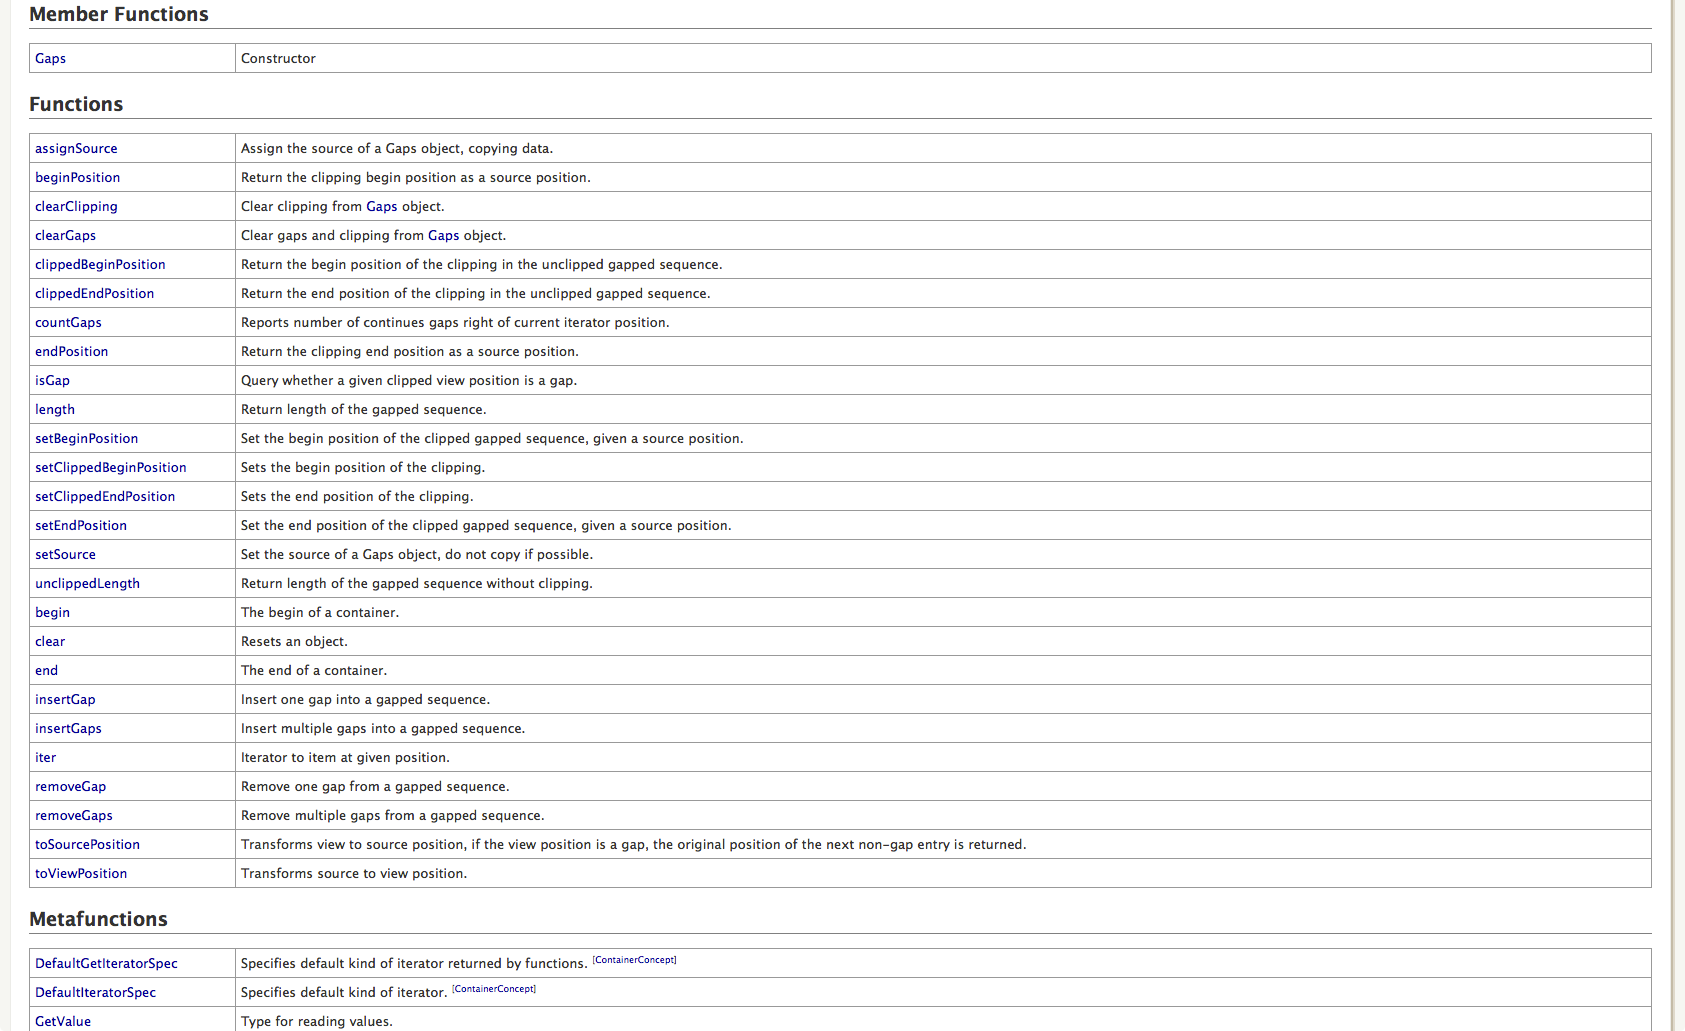 Member Functions
Gaps Constructor
Functions
assignSource Assign the source of a Gaps object, copying data.
beginPosition Return the clipping begin position as a source position.
clearClipping Clear clipping from Gaps object.
clearGaps Clear gaps and clipping from Gaps object.
clippedBeginPosition Return the begin position of the clipping in the unclipped gapped sequence.
clippedEndPosition Return the end position of the clipping in the unclipped gapped sequence.
countGaps Reports number of continues gaps right of current iterator position.
endPosition Return the clipping end position as a source position.
isGap Query whether a given clipped view position is a gap.
length Return length of the gapped sequence.
setBeginPosition Set the begin position of the clipped gapped sequence, given a source position.
setClippedBeginPosition Sets the begin position of the clipping.
setClippedEndPosition Sets the end position of the clipping.
setEndPosition Set the end position of the clipped gapped sequence, given a source position.
setSource Set the source of a Gaps object, do not copy if possible.
unclippedLength Return length of the gapped sequence without clipping.
begin The begin of a container.
clear Resets an object.
end The end of a container.
insertGap Insert one gap into a gapped sequence.
insertGaps Insert multiple gaps into a gapped sequence.
iter Iterator to item at given position.
removeGap Remove one gap from a gapped sequence.
removeGaps Remove multiple gaps from a gapped sequence.
toSourcePosition Transforms view to source position, if the view position is a gap, the original position of the next non-gap entry is returned.
toViewPosition Transforms source to view position.
Metafunctions
DefaultGetIteratorSpec Specifies default kind of iterator returned by functions. [ContainerConcept]
DefaultIteratorSpec Specifies default kind of iterator. [ContainerConcept]
GetValue Type for reading values.